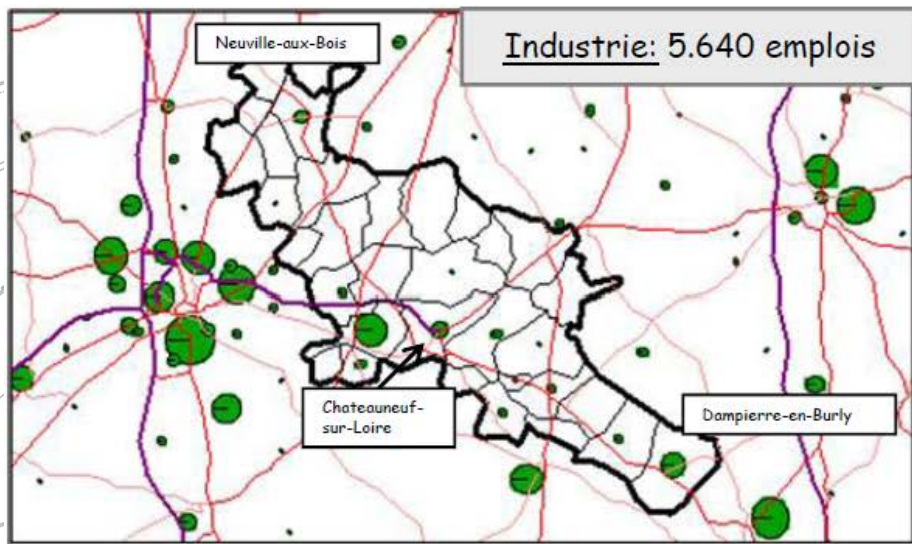 Neuville-aux-Bois
Industrie: 5.640 emplois
Chateauneuf-
sur-Loire
Dampierre-en-Burly